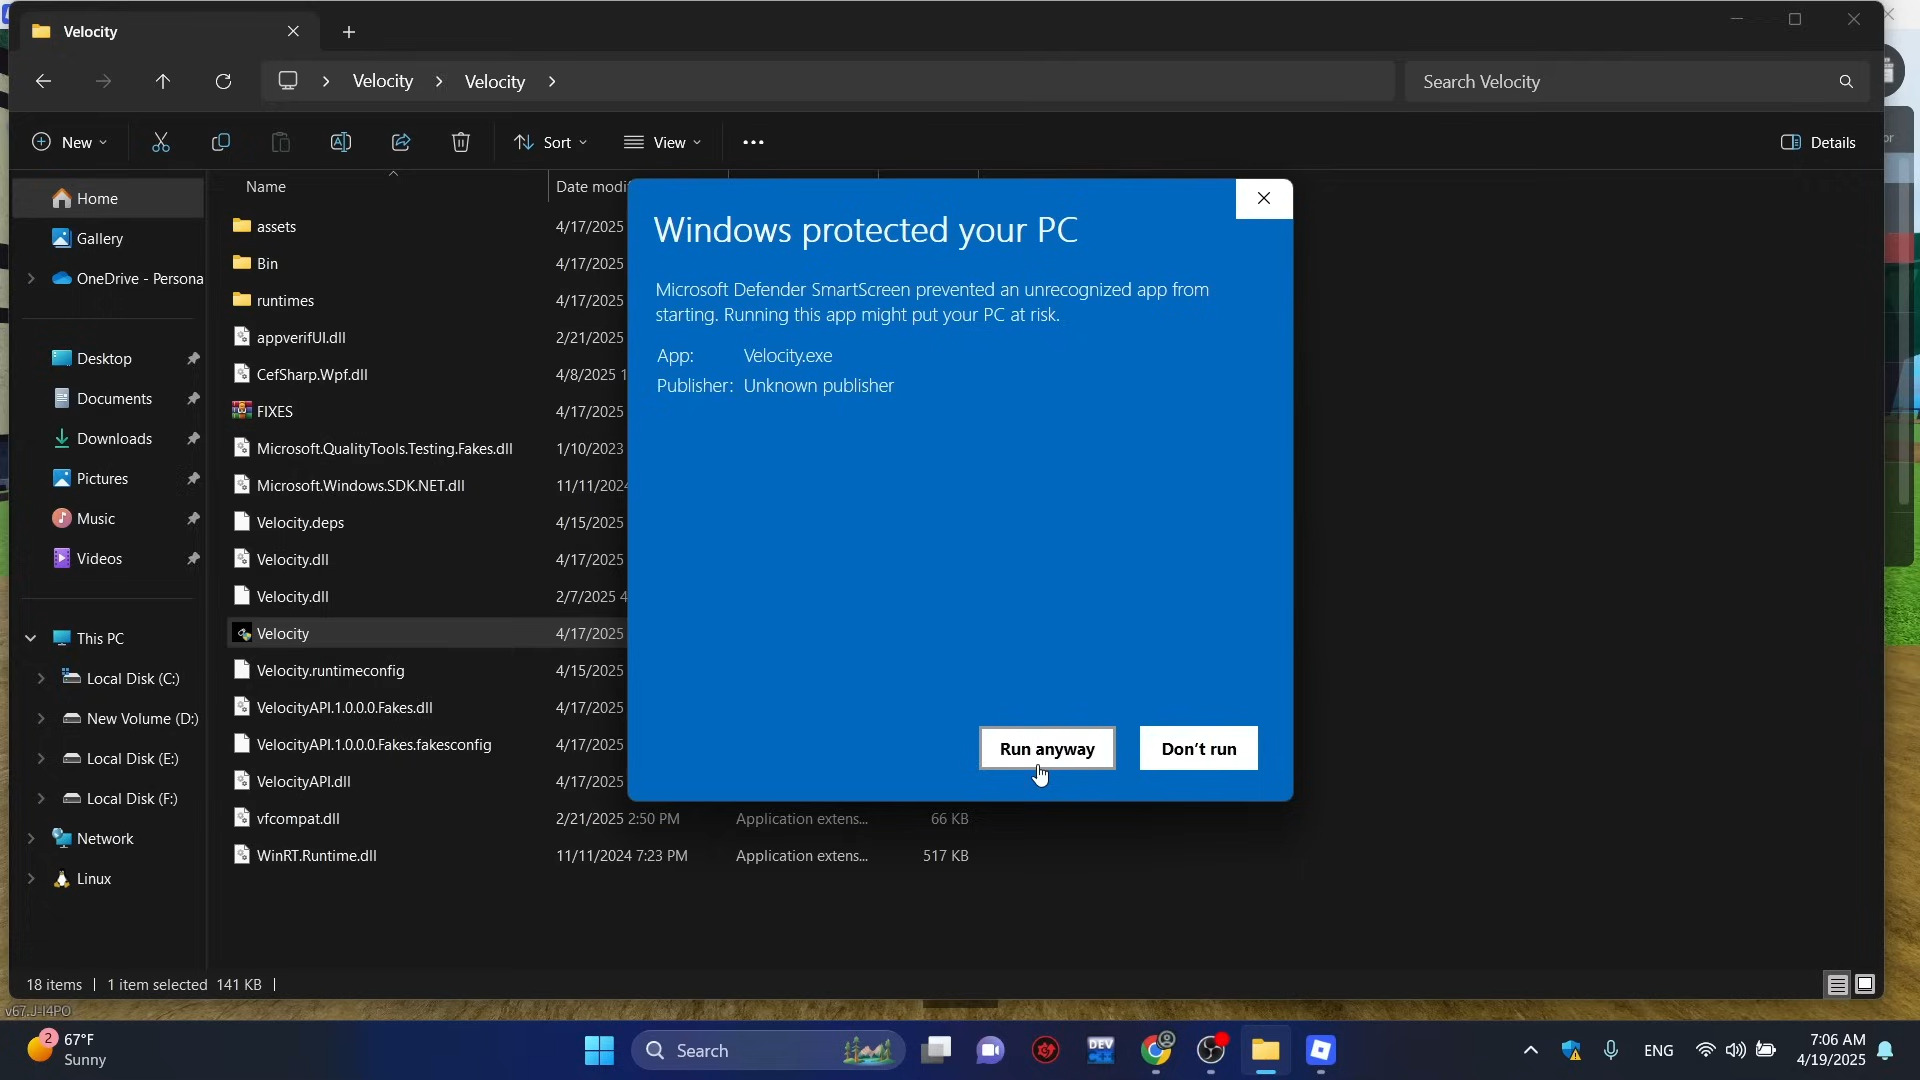 Velocity
Velocity
Velocity
Search Velocity
New
Sort
View
Details
Home
Gallery
OneDrive - Persona
Desktop
Documents
Downloads
Pictures
Music
Videos
This PC
Local Disk (C:)
New Volume (D:)
Local Disk (E:)
Local Disk (F:)
Network
Linux
Name
Date modi
assets
4/17/2025
Bin
4/17/2025
runtimes
4/17/2025
appverifUI.dll
2/21/2025
CefSharp.Wpf.dll
4/8/2025 1
FIXES
4/17/2025
Microsoft.QualityTools.Testing.Fakes.dll
1/10/2023
Microsoft.Windows.SDK.NET.dll
11/11/2024
Velocity.deps
4/15/2025
Velocity.dll
4/17/2025
Velocity.dll
2/7/2025 4
Velocity
4/17/2025
Velocity.runtimeconfig
4/15/2025
VelocityAPI.1.0.0.0.Fakes.dll
4/17/2025
VelocityAPI.1.0.0.0.Fakes.fakesconfig
4/17/2025
VelocityAPI.dll
4/17/2025
vfcompat.dll
2/21/2025 2:50 PM
Application extens...
66 KB
WinRT.Runtime.dll
11/11/2024 7:23 PM
Application extens...
517 KB
Windows protected your PC
Microsoft Defender SmartScreen prevented an unrecognized app from
starting. Running this app might put your PC at risk.
App: Velocity.exe
Publisher: Unknown publisher
Run anyway
Don't run
18 items
1 item selected 141 KB
2
67°F
Sunny
Search
DEV
ENG
7:06 AM
4/19/2025